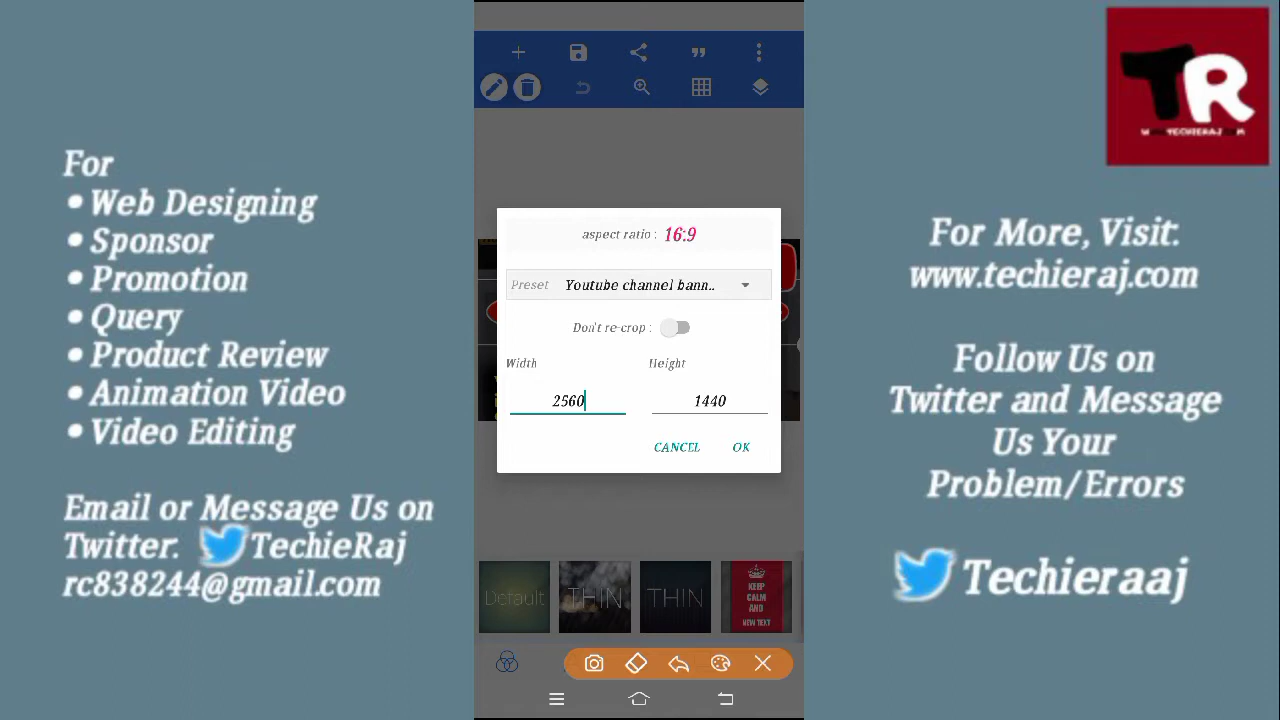 For
• Web Designing
• Sponsor
• Promotion
• Query
• Product Review
• Animation Video
• Video Editing
Email or Message Us on
Twitter. TechieRaj
rc838244@gmail.com
aspect ratio : 16:9
Preset Youtube channel bann..
Don't re-crop :
Width Height
2560 1440
CANCEL OK
Default THIN THIN KEEP
CALM
AND
NEW TEXT
TR
For More, Visit:
www.techieraj.com
Follow Us on
Twitter and Message
Us Your
Problem/Errors
Techieraaj